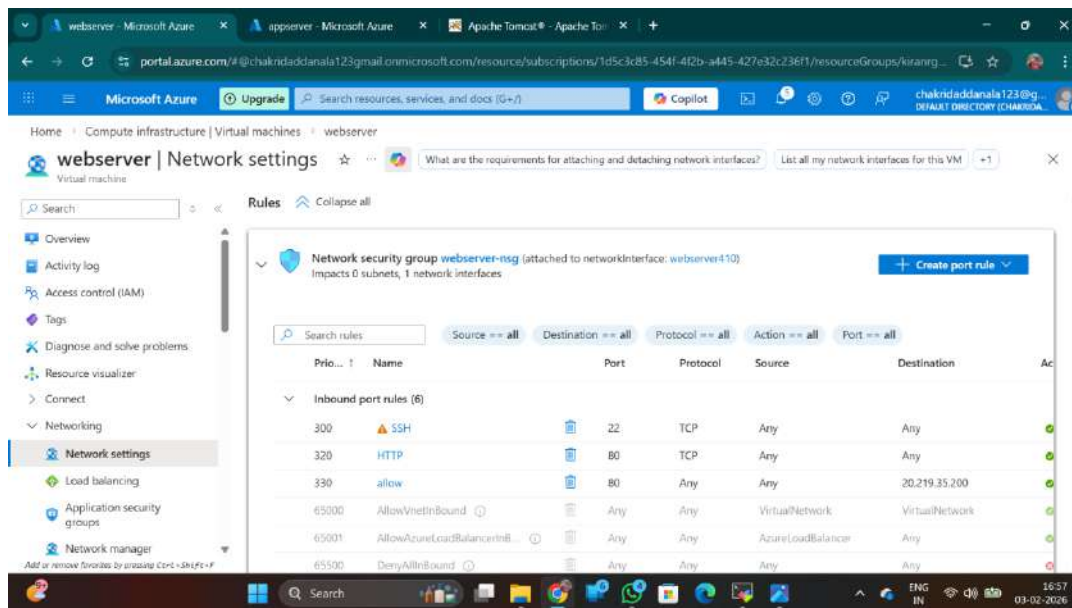 webserver - Microsoft Azure
appserver - Microsoft Azure
Apache Tomcat® - Apache Tom
portal.azure.com/#@chakridaddanala123gmail.onmicrosoft.com/resource/subscriptions/1d5c3c85-454f-4f2b-a445-427e32c236f1/resourceGroups/kiranrg...
Microsoft Azure
Upgrade
Search resources, services, and docs (G+/)
Copilot
chakridaddanala123@g...
DEFAULT DIRECTORY (CHAKRIDA...
Home > Compute infrastructure | Virtual machines > webserver
webserver | Network settings
Virtual machine
What are the requirements for attaching and detaching network interfaces?
List all my network interfaces for this VM
+1
Search
Overview
Activity log
Access control (IAM)
Tags
Diagnose and solve problems
Resource visualizer
Connect
Networking
Network settings
Load balancing
Application security
groups
Network manager
Add or remove favorites by pressing Ctrl+Shift+F
Rules
Collapse all
Network security group webserver-nsg (attached to networkInterface: webserver410)
Impacts 0 subnets, 1 network interfaces
Create port rule
Search rules
Source == all
Destination == all
Protocol == all
Action == all
Port == all
Prio... ↑ Name Port Protocol Source Destination Ac
Inbound port rules (6)
300 SSH 22 TCP Any Any
320 HTTP 80 TCP Any Any
330 allow 80 Any Any 20.219.35.200
65000 AllowVnetInBound Any Any VirtualNetwork VirtualNetwork
65001 AllowAzureLoadBalancerInB... Any Any AzureLoadBalancer Any
65500 DenyAllInBound Any Any Any Any
9+
Search
ENG
IN
16:57
03-02-2026